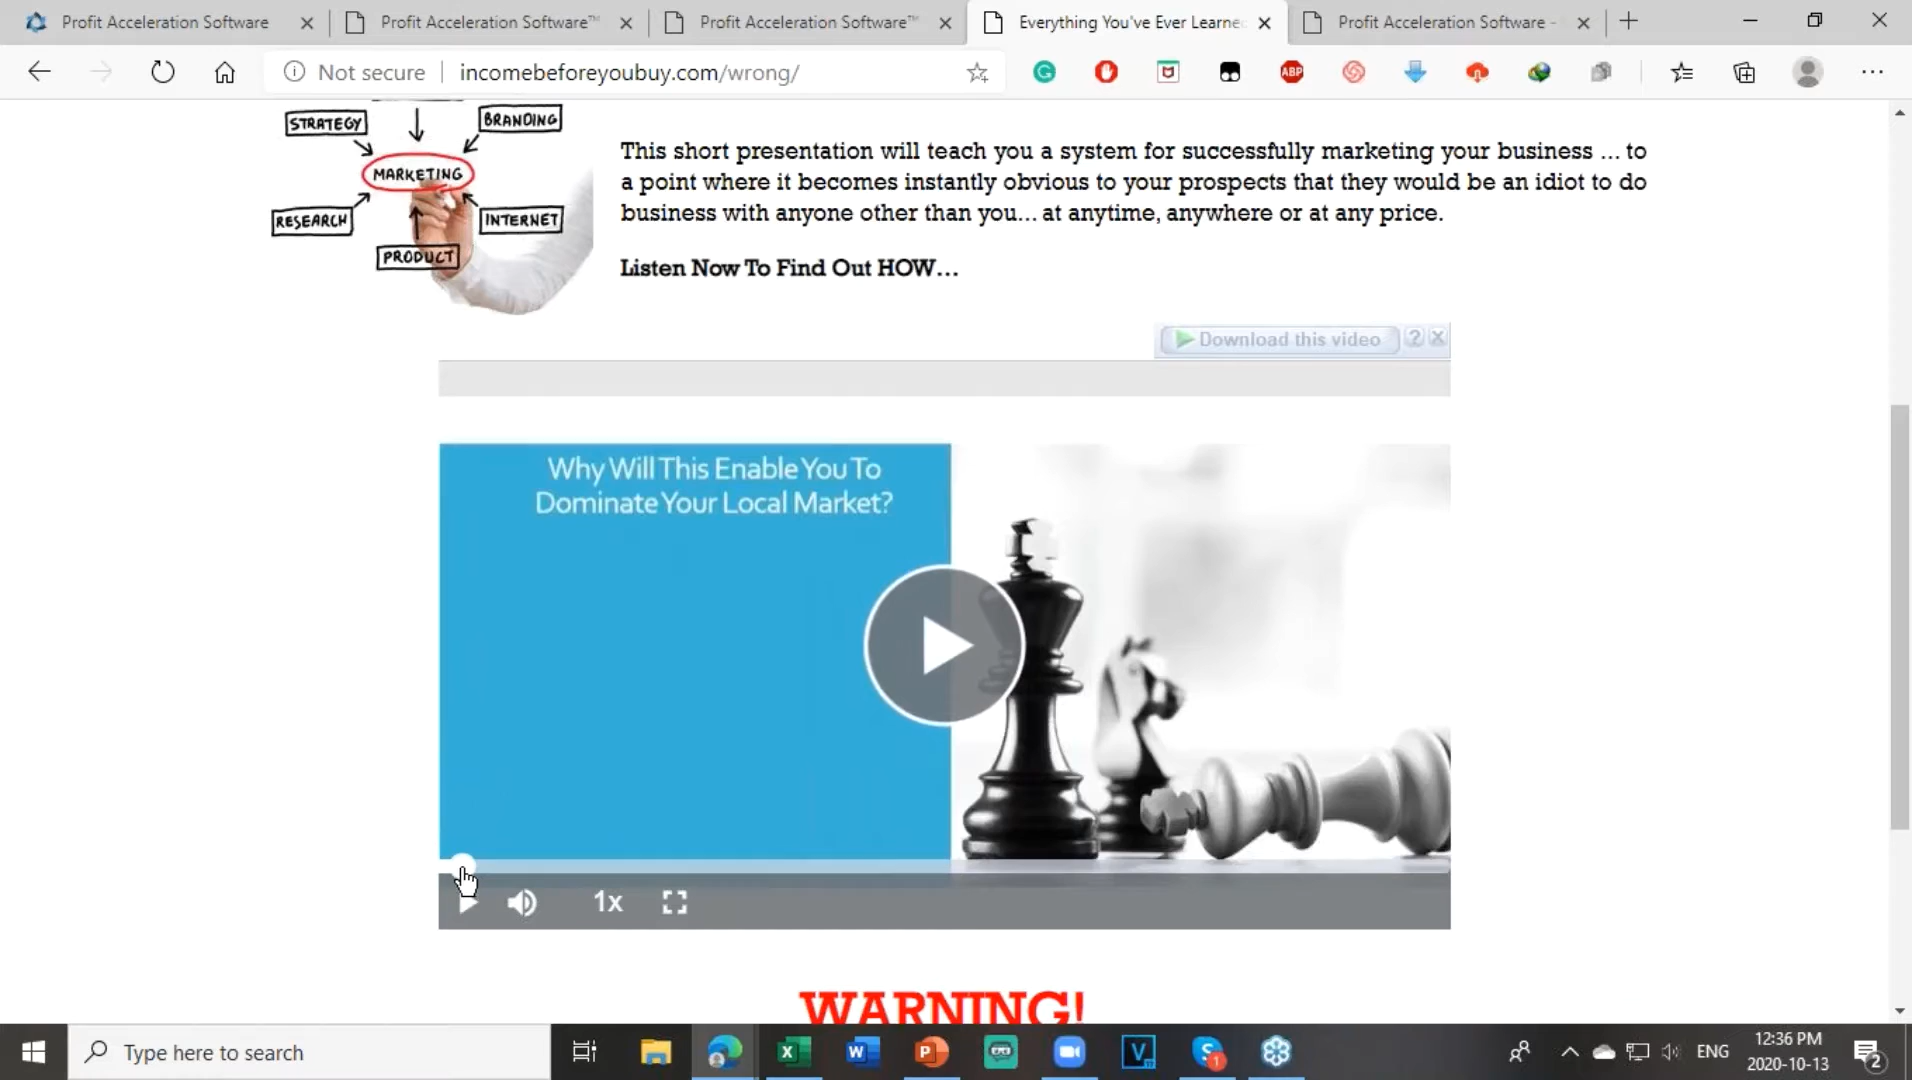 Profit Acceleration Software
Profit Acceleration Software™
Profit Acceleration Software™
Everything You've Ever Learne
Profit Acceleration Software -
Not secure
incomebeforeyoubuy.com/wrong/
ABP
STRATEGY
BRANDING
MARKETING
RESEARCH
INTERNET
PRODUCT
This short presentation will teach you a system for successfully marketing your business ... to
a point where it becomes instantly obvious to your prospects that they would be an idiot to do
business with anyone other than you... at anytime, anywhere or at any price.
Listen Now To Find Out HOW...
Download this video
?
Why Will This Enable You To
Dominate Your Local Market?
1x
WARNING!
Type here to search
ENG
12:36 PM
2020-10-13
2